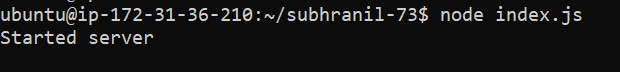 ubuntu@ip-172-31-36-210:~/subhranil-73$ node index.js
Started server